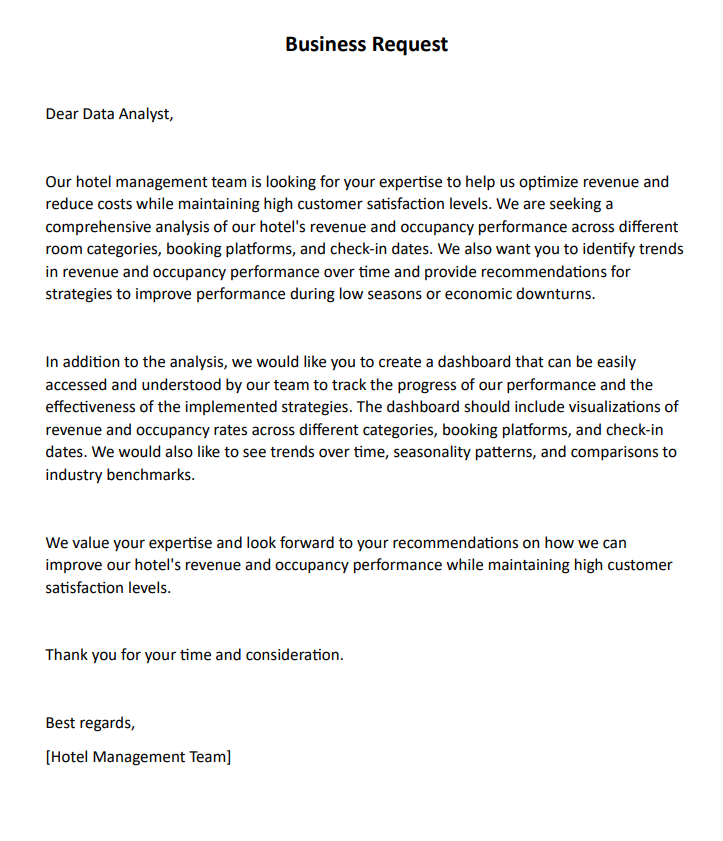 Business Request
Dear Data Analyst,
Our hotel management team is looking for your expertise to help us optimize revenue and
reduce costs while maintaining high customer satisfaction levels. We are seeking a
comprehensive analysis of our hotel's revenue and occupancy performance across different
room categories, booking platforms, and check-in dates. We also want you to identify trends
in revenue and occupancy performance over time and provide recommendations for
strategies to improve performance during low seasons or economic downturns.
In addition to the analysis, we would like you to create a dashboard that can be easily
accessed and understood by our team to track the progress of our performance and the
effectiveness of the implemented strategies. The dashboard should include visualizations of
revenue and occupancy rates across different categories, booking platforms, and check-in
dates. We would also like to see trends over time, seasonality patterns, and comparisons to
industry benchmarks.
We value your expertise and look forward to your recommendations on how we can
improve our hotel's revenue and occupancy performance while maintaining high customer
satisfaction levels.
Thank you for your time and consideration.
Best regards,
[Hotel Management Team]